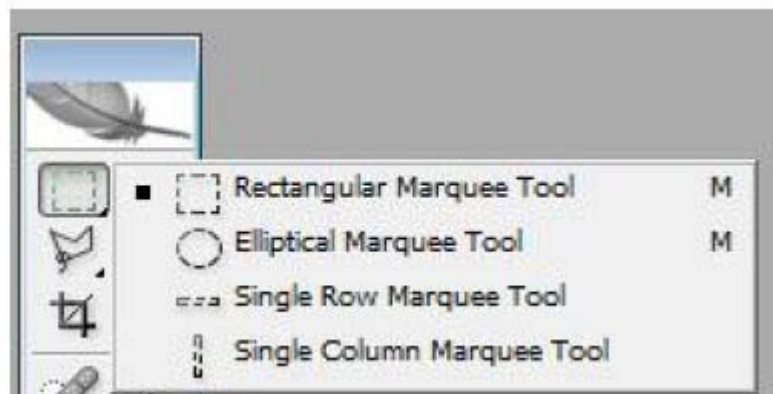 Rectangular Marquee Tool M
Elliptical Marquee Tool M
Single Row Marquee Tool
Single Column Marquee Tool